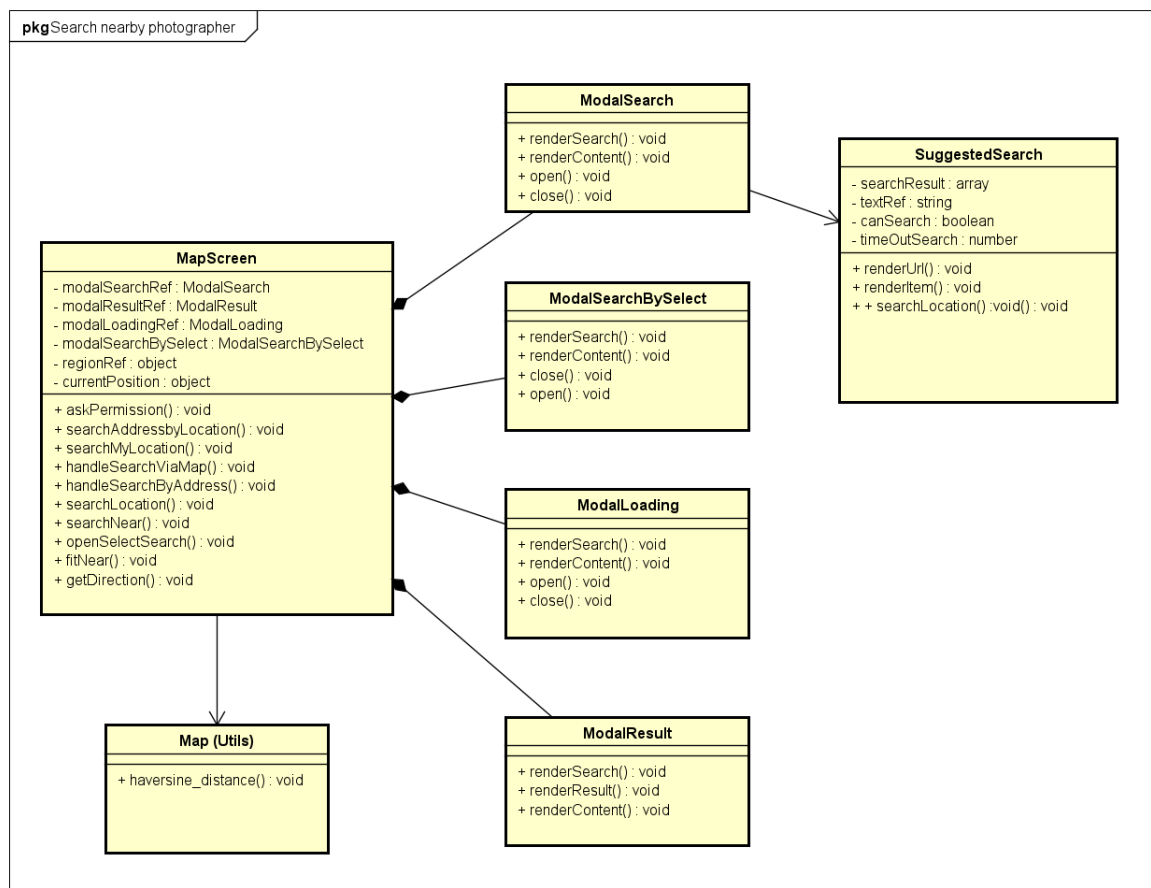 pkg Search nearby photographer
ModalSearch
+ renderSearch() : void
+ renderContent() : void
+ open() : void
+ close() : void
SuggestedSearch
- searchResult : array
- textRef : string
- canSearch : boolean
- timeOutSearch : number
+ renderUrl() : void
+ renderItem() : void
+ + searchLocation() :void() : void
MapScreen
- modalSearchRef : ModalSearch
- modalResultRef : ModalResult
- modalLoadingRef : ModalLoading
- modalSearchBySelect : ModalSearchBySelect
- regionRef : object
- currentPosition : object
+ askPermission() : void
+ searchAddressbyLocation() : void
+ searchMyLocation() : void
+ handleSearchViaMap() : void
+ handleSearchByAddress() : void
+ searchLocation() : void
+ searchNear() : void
+ openSelectSearch() : void
+ fitNear() : void
+ getDirection() : void
ModalSearchBySelect
+ renderSearch() : void
+ renderContent() : void
+ close() : void
+ open() : void
ModalLoading
+ renderSearch() : void
+ renderContent() : void
+ open() : void
+ close() : void
Map (Utils)
+ haversine_distance() : void
ModalResult
+ renderSearch() : void
+ renderResult() : void
+ renderContent() : void